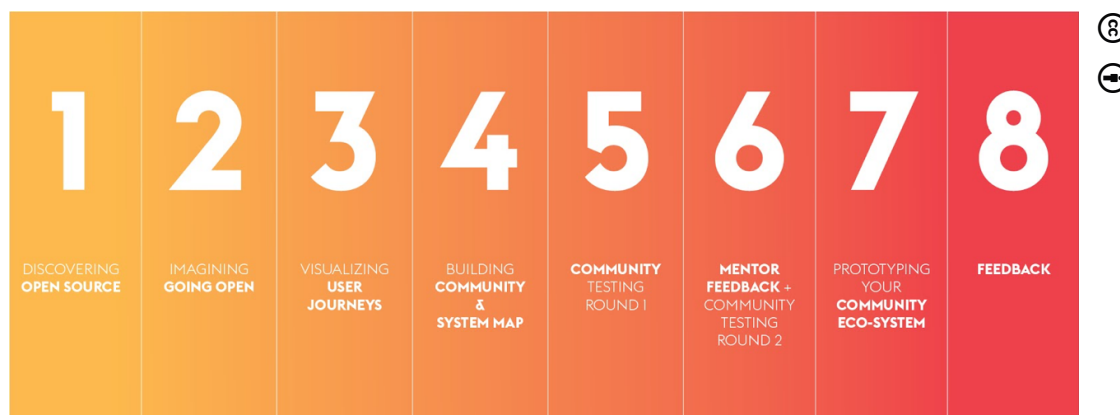 1
DISCOVERING
OPEN SOURCE
2
IMAGINING
GOING OPEN
3
VISUALIZING
USER
JOURNEYS
4
BUILDING
COMMUNITY
&
SYSTEM MAP
5
COMMUNITY
TESTING
ROUND 1
6
MENTOR
FEEDBACK +
COMMUNITY
TESTING
ROUND 2
7
PROTOTYPING
YOUR
COMMUNITY
ECO-SYSTEM
8
FEEDBACK